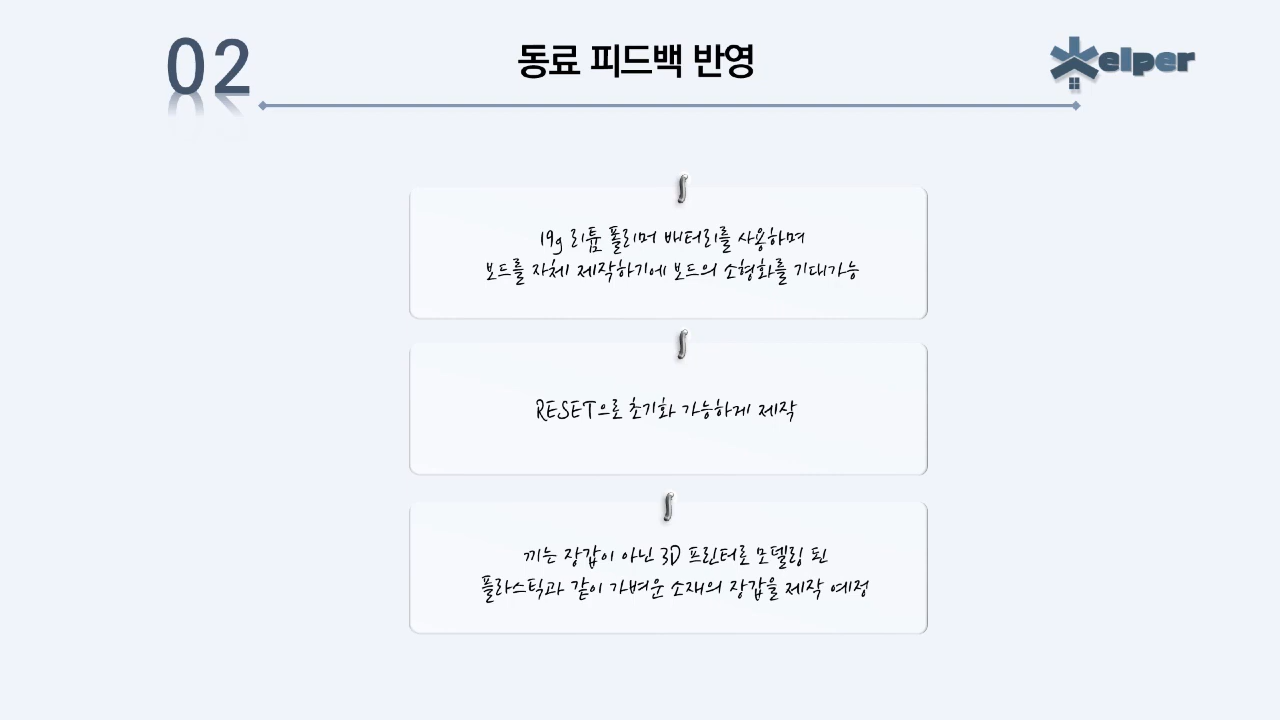 02
동료 피드백 반영
elper
19g 리튬 폴리머 배터리를 사용하며
보드를 자체 제작하기에 보드의 소형화를 기대가능
RESET으로 초기화 가능하게 제작
끼는 장갑이 아닌 3D 프린터로 모델링 된
플라스틱과 같이 가벼운 소재의 장갑을 제작 예정